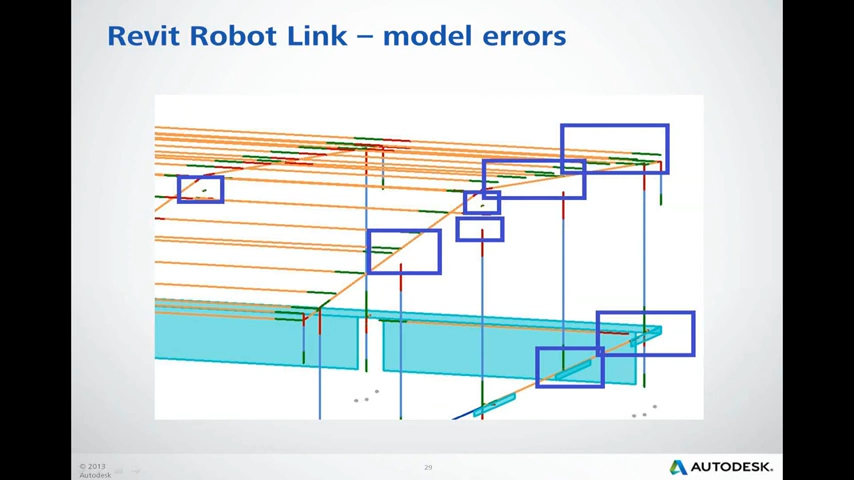 Revit Robot Link – model errors
© 2013
Autodesk
29
AUTODESK.